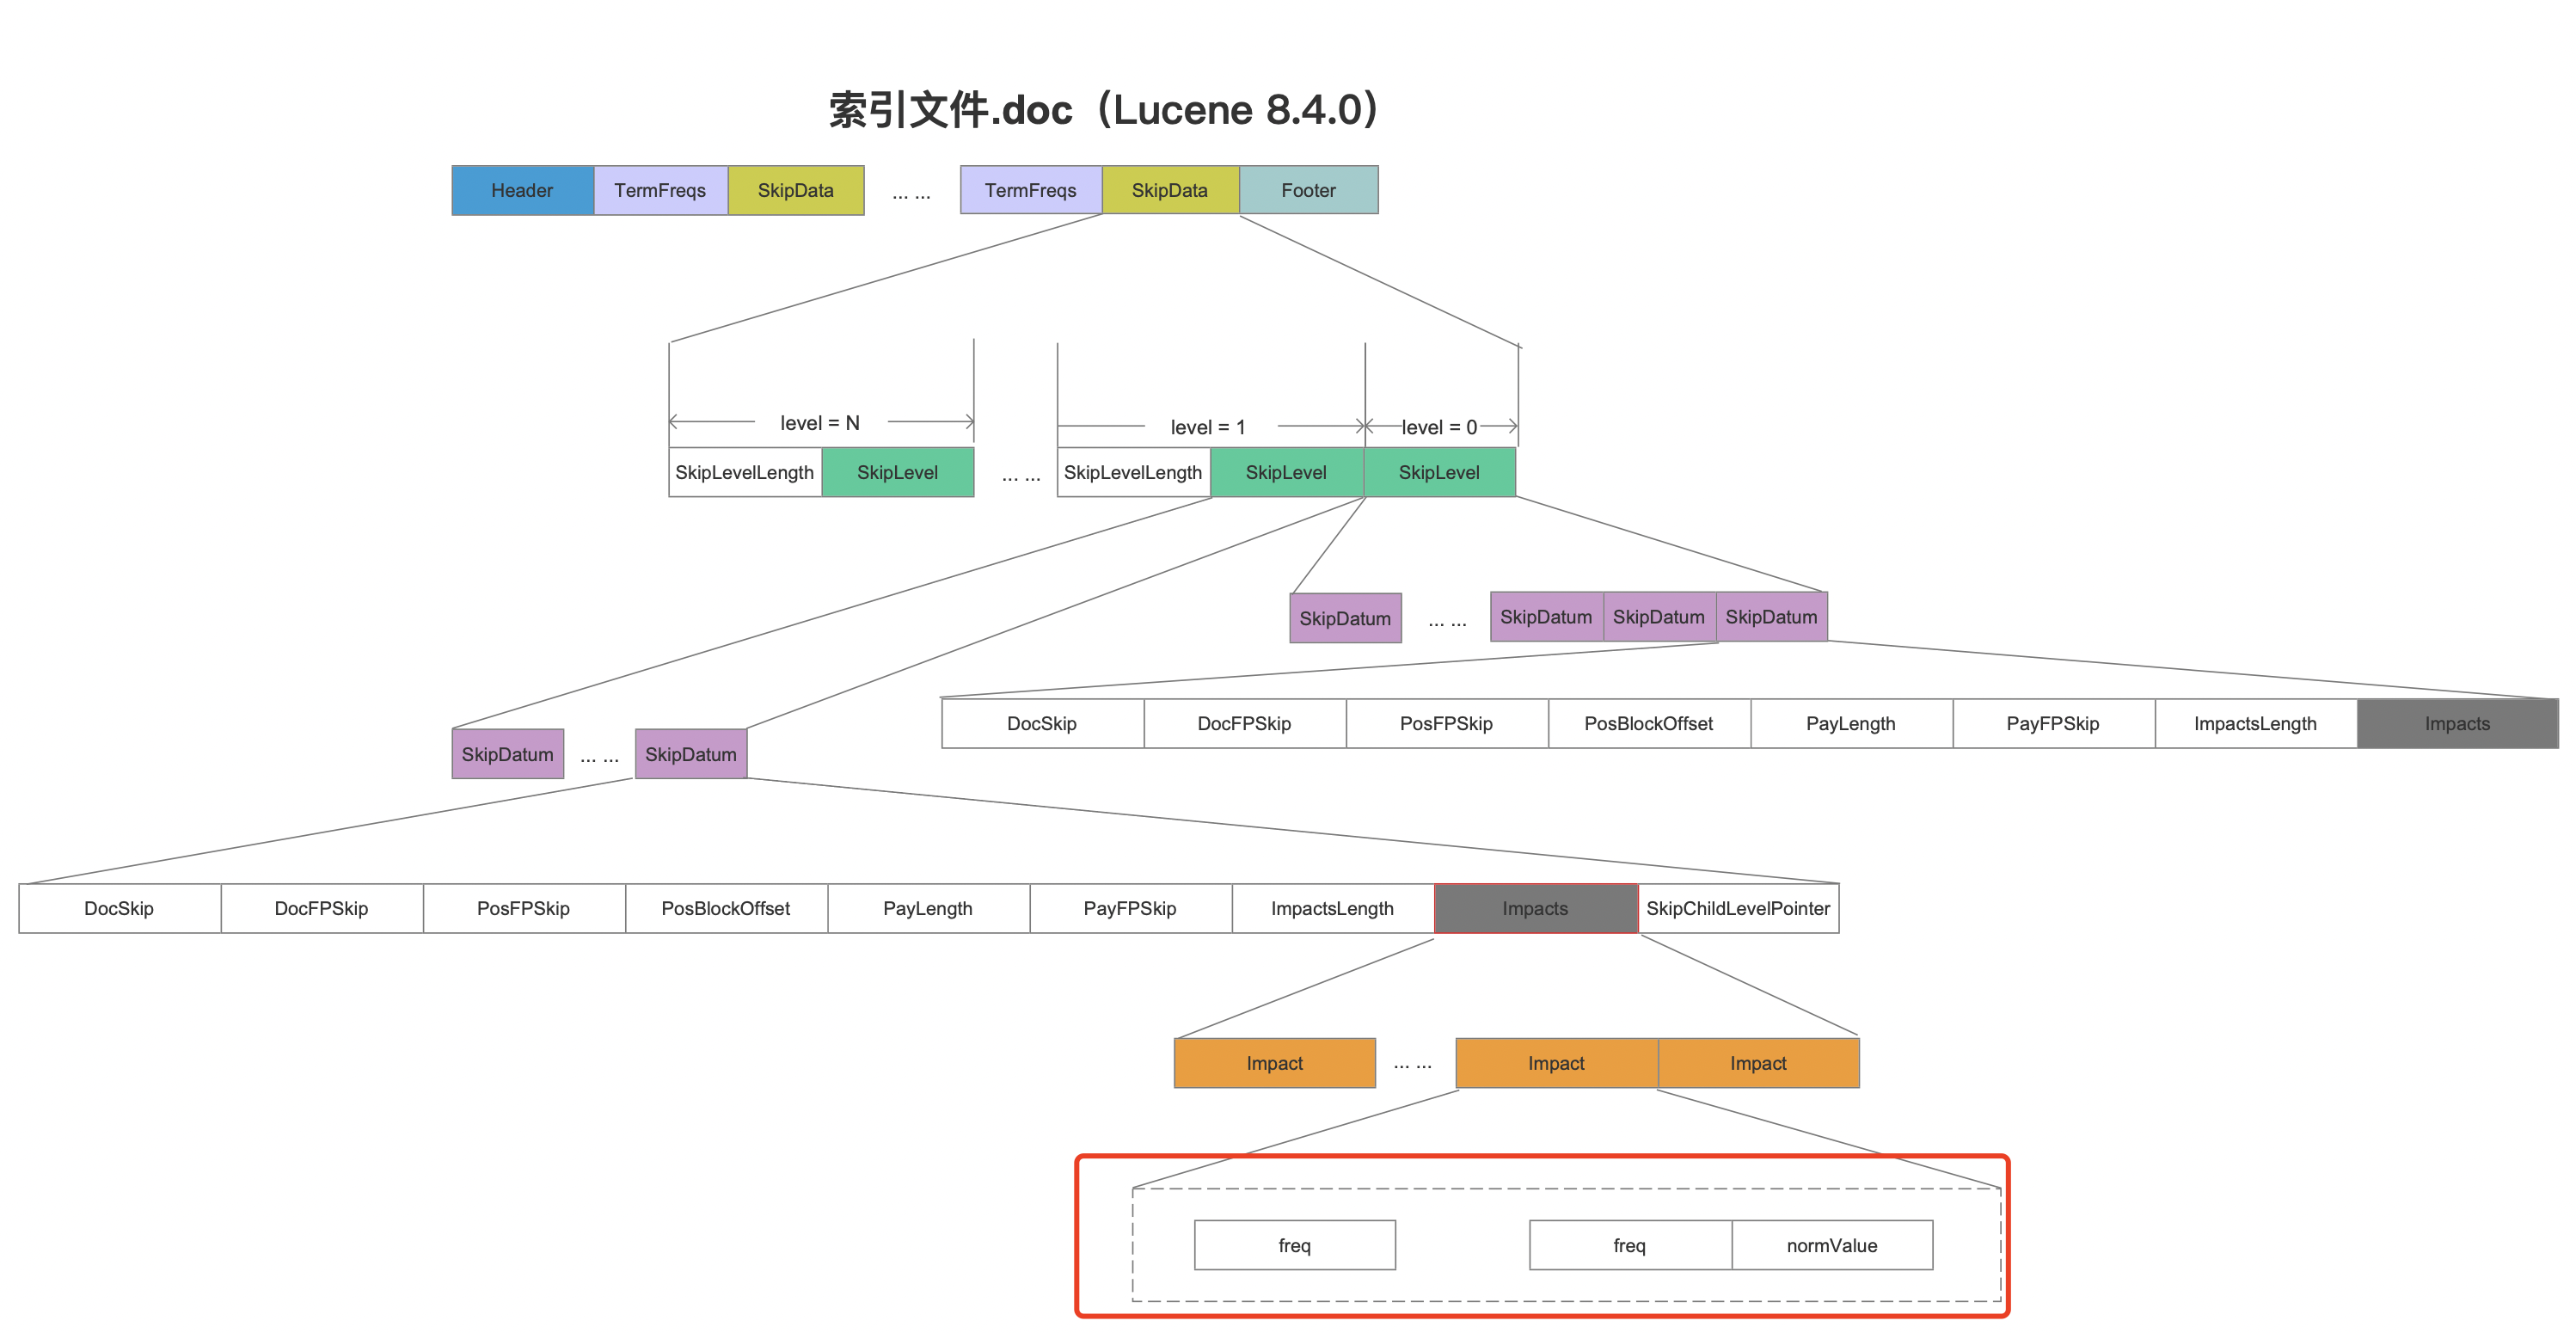 索引文件.doc（Lucene 8.4.0）
Header TermFreqs SkipData ... ... TermFreqs SkipData Footer
level = N level = 1 level = 0
SkipLevelLength SkipLevel ... ... SkipLevelLength SkipLevel SkipLevel
SkipDatum ... ... SkipDatum SkipDatum SkipDatum
DocSkip DocFPSkip PosFPSkip PosBlockOffset PayLength PayFPSkip ImpactsLength Impacts
SkipDatum ... ... SkipDatum
DocSkip DocFPSkip PosFPSkip PosBlockOffset PayLength PayFPSkip ImpactsLength Impacts SkipChildLevelPointer
Impact ... ... Impact Impact
freq freq normValue